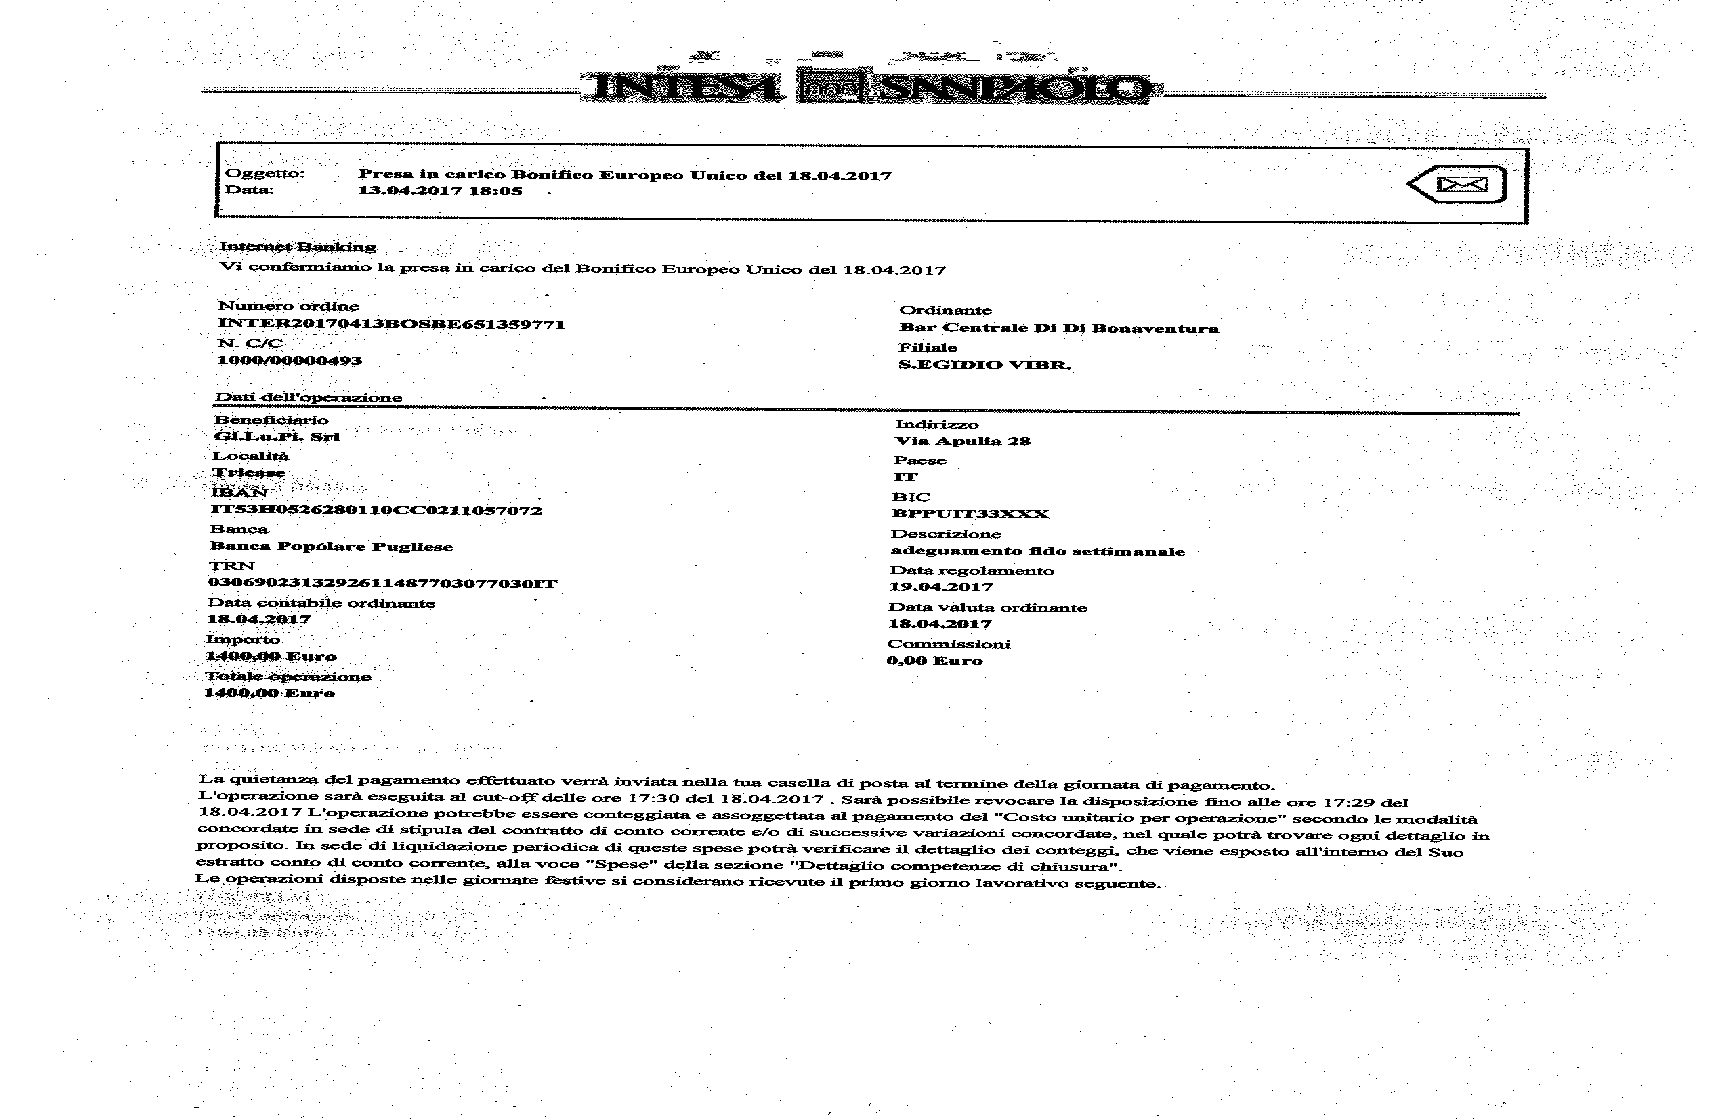 INTESA SANPAOLO
Oggetto: Presa in carico Bonifico Europeo Unico del 18.04.2017
Data: 13.04.2017 18:05
Internet Banking
Vi confermiamo la presa in carico del Bonifico Europeo Unico del 18.04.2017
Numero ordine
INTER20170413BOSBE651359771
N. C/C
1000/00000493
Ordinante
Bar Centrale Di Di Bonaventura
Filiale
S.EGIDIO VIBR.
Dati dell'operazione
Beneficiario
Gi.Lu.Pi. Srl
Località
Tricase
IBAN
IT53H0526280110CC0211057072
Banca
Banca Popolare Pugliese
TRN
0306902313292611487703077030IT
Data contabile ordinante
18.04.2017
Importo
1400,00 Euro
Totale operazione
1400,00 Euro
Indirizzo
Via Apulia 28
Paese
IT
BIC
BPPUIT33XXX
Descrizione
adeguamento fido settimanale
Data regolamento
19.04.2017
Data valuta ordinante
18.04.2017
Commissioni
0,00 Euro
La quietanza del pagamento effettuato verrà inviata nella tua casella di posta al termine della giornata di pagamento.
L'operazione sarà eseguita al cut-off delle ore 17:30 del 18.04.2017 . Sarà possibile revocare la disposizione fino alle ore 17:29 del
18.04.2017 L'operazione potrebbe essere conteggiata e assoggettata al pagamento del "Costo unitario per operazione" secondo le modalità
concordate in sede di stipula del contratto di conto corrente e/o di successive variazioni concordate, nel quale potrà trovare ogni dettaglio in
proposito. In sede di liquidazione periodica di queste spese potrà verificare il dettaglio dei conteggi, che viene esposto all'interno del Suo
estratto conto di conto corrente, alla voce "Spese" della sezione "Dettaglio competenze di chiusura".
Le operazioni disposte nelle giornate festive si considerano ricevute il primo giorno lavorativo seguente.